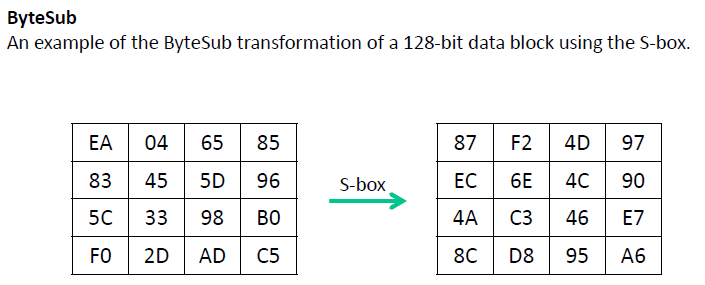 ByteSub
An example of the ByteSub transformation of a 128-bit data block using the S-box.
EA 04 65 85
83 45 5D 96
5C 33 98 B0
F0 2D AD C5
S-box
87 F2 4D 97
EC 6E 4C 90
4A C3 46 E7
8C D8 95 A6